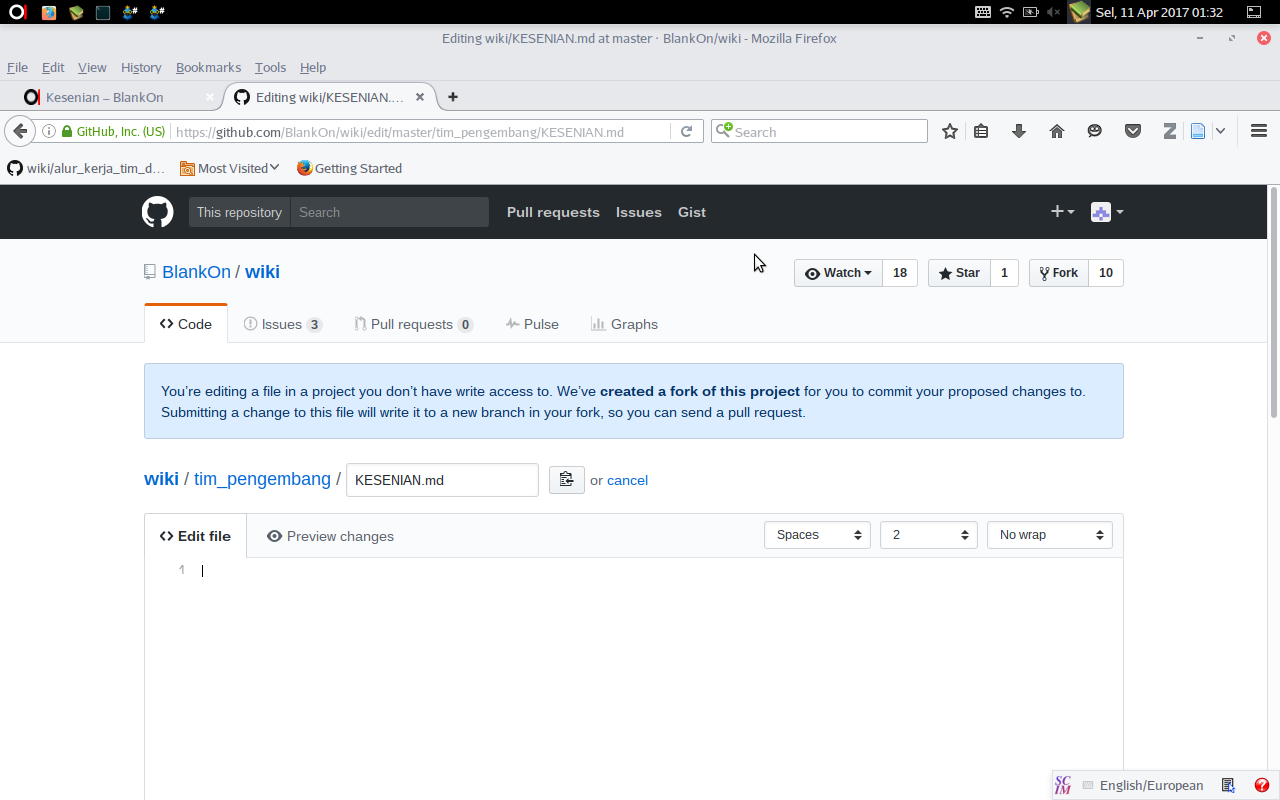 Sel, 11 Apr 2017 01:32
Editing wiki/KESENIAN.md at master · BlankOn/wiki - Mozilla Firefox
File Edit View History Bookmarks Tools Help
Kesenian – BlankOn
Editing wiki/KESENIAN....
GitHub, Inc. (US) https://github.com/BlankOn/wiki/edit/master/tim_pengembang/KESENIAN.md Search
wiki/alur_kerja_tim_d... Most Visited Getting Started
This repository Search Pull requests Issues Gist
BlankOn / wiki Watch 18 Star 1 Fork 10
Code Issues 3 Pull requests 0 Pulse Graphs
You’re editing a file in a project you don’t have write access to. We’ve created a fork of this project for you to commit your proposed changes to.
Submitting a change to this file will write it to a new branch in your fork, so you can send a pull request.
wiki / tim_pengembang / KESENIAN.md or cancel
Edit file Preview changes Spaces 2 No wrap
1
SCIM English/European